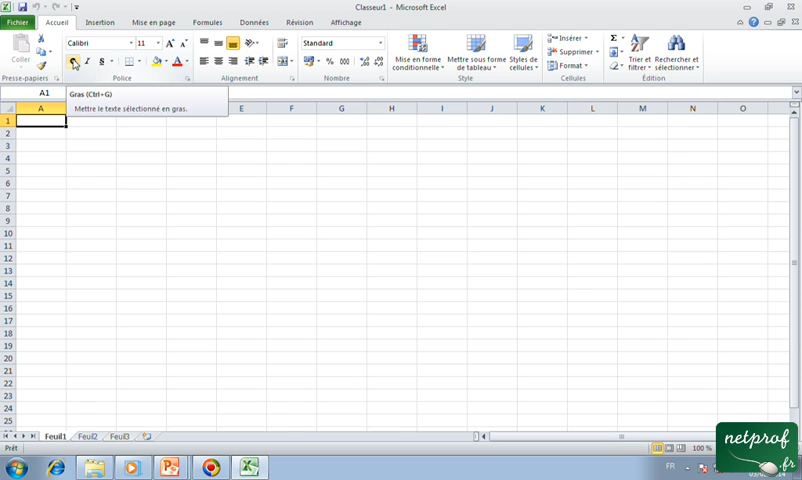 Classeur1 - Microsoft Excel
Fichier Accueil Insertion Mise en page Formules Données Révision Affichage
Coller
Calibri 11
Standard
Mise en forme conditionnelle
Mettre sous forme de tableau
Styles de cellules
Insérer
Supprimer
Format
Σ
Trier et filtrer
Rechercher et sélectionner
I S A
% 000
Presse-papiers Police Alignement Nombre Style Cellules Édition
A1
Gras (Ctrl+G)
Mettre le texte sélectionné en gras.
A E F G H I J K L M N O
1
2
3
4
5
6
7
8
9
10
11
12
13
14
15
16
17
18
19
20
21
22
23
24
25
Feuil1 Feuil2 Feuil3
Prêt
100 %
FR
netprof
.fr